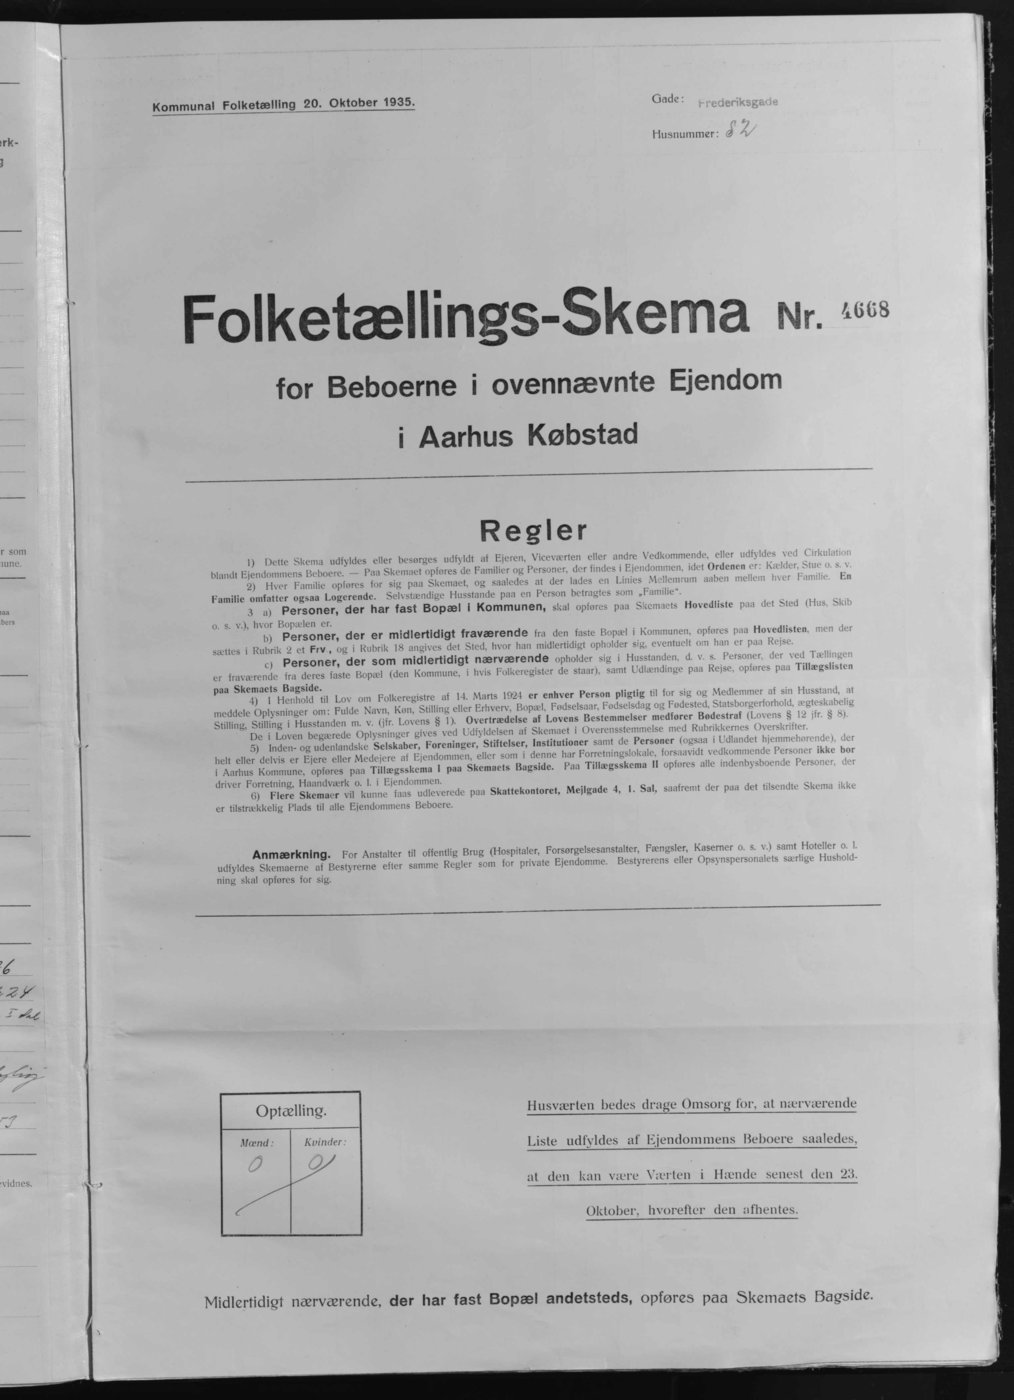 Kommunal Folketælling 20. Oktober 1935.
Gade: Frederiksgade
Husnummer: 82
Folketællings-Skema Nr. 4668
for Beboerne i ovennævnte Ejendom
i Aarhus Købstad
Regler
1) Dette Skema udfyldes eller besørges udfyldt af Ejeren, Viceværten eller andre Vedkommende, eller udfyldes ved Cirkulation
blandt Ejendommens Beboere. — Paa Skemaet opføres de Familier og Personer, der findes i Ejendommen, idet Ordenen er: Kælder, Stue o. s. v.
2) Hver Familie opføres for sig paa Skemaet, og saaledes at der lades en Linies Mellemrum aaben mellem hver Familie. En
Familie omfatter ogsaa Logerende. Selvstændige Husstande paa en Person betragtes som „Familie".
3 a) Personer, der har fast Bopæl i Kommunen, skal opføres paa Skemaets Hovedliste paa det Sted (Hus, Skib
o. s. v.), hvor Bopælen er.
b) Personer, der er midlertidigt fraværende fra den faste Bopæl i Kommunen, opføres paa Hovedlisten, men der
sættes i Rubrik 2 et Frv., og i Rubrik 18 angives det Sted, hvor han midlertidigt opholder sig, eventuelt om han er paa Rejse.
c) Personer, der som midlertidigt nærværende opholder sig i Husstanden, d. v. s. Personer, der ved Tællingen
er fraværende fra deres faste Bopæl (den Kommune, i hvis Folkeregister de staar), samt Udlændinge paa Rejse, opføres paa Tillægslisten
paa Skemaets Bagside.
4) I Henhold til Lov om Folkeregistre af 14. Marts 1924 er enhver Person pligtig til for sig og Medlemmer af sin Husstand, at
meddele Oplysninger om: Fulde Navn, Køn, Stilling eller Erhverv, Bopæl, Fødselsaar, Fødselsdag og Fødested, Statsborgerforhold, ægteskabelig
Stilling, Stilling i Husstanden m. v. (jfr. Lovens § 1). Overtrædelse af Lovens Bestemmelser medfører Bødestraf (Lovens § 12 jfr. § 8).
De i Loven begærede Oplysninger gives ved Udfyldelsen af Skemaet i Overensstemmelse med Rubrikkernes Overskrifter.
5) Inden- og udenlandske Selskaber, Foreninger, Stiftelser, Institutioner samt de Personer (ogsaa i Udlandet hjemmehørende), der
helt eller delvis er Ejere eller Medejere af Ejendommen, eller som i denne har Forretningslokale, forsaavidt vedkommende Personer ikke bor
i Aarhus Kommune, opføres paa Tillægsskema I paa Skemaets Bagside. Paa Tillægsskema II opføres alle indenbysboende Personer, der
driver Forretning, Haandværk o. l. i Ejendommen.
6) Flere Skemaer vil kunne faas udleverede paa Skattekontoret, Mejlgade 4, 1. Sal, saafremt der paa det tilsendte Skema ikke
er tilstrækkelig Plads til alle Ejendommens Beboere.
Anmærkning. For Anstalter til offentlig Brug (Hospitaler, Forsørgelsesanstalter, Fængsler, Kaserner o. s. v.) samt Hoteller o. l.
udfyldes Skemaerne af Bestyrerne efter samme Regler som for private Ejendomme. Bestyrerens eller Opsynspersonalets særlige Hushold-
ning skal opføres for sig.
Optælling.
Mænd: Kvinder:
0 0
Husværten bedes drage Omsorg for, at nærværende
Liste udfyldes af Ejendommens Beboere saaledes,
at den kan være Værten i Hænde senest den 23.
Oktober, hvorefter den afhentes.
Midlertidigt nærværende, der har fast Bopæl andetsteds, opføres paa Skemaets Bagside.